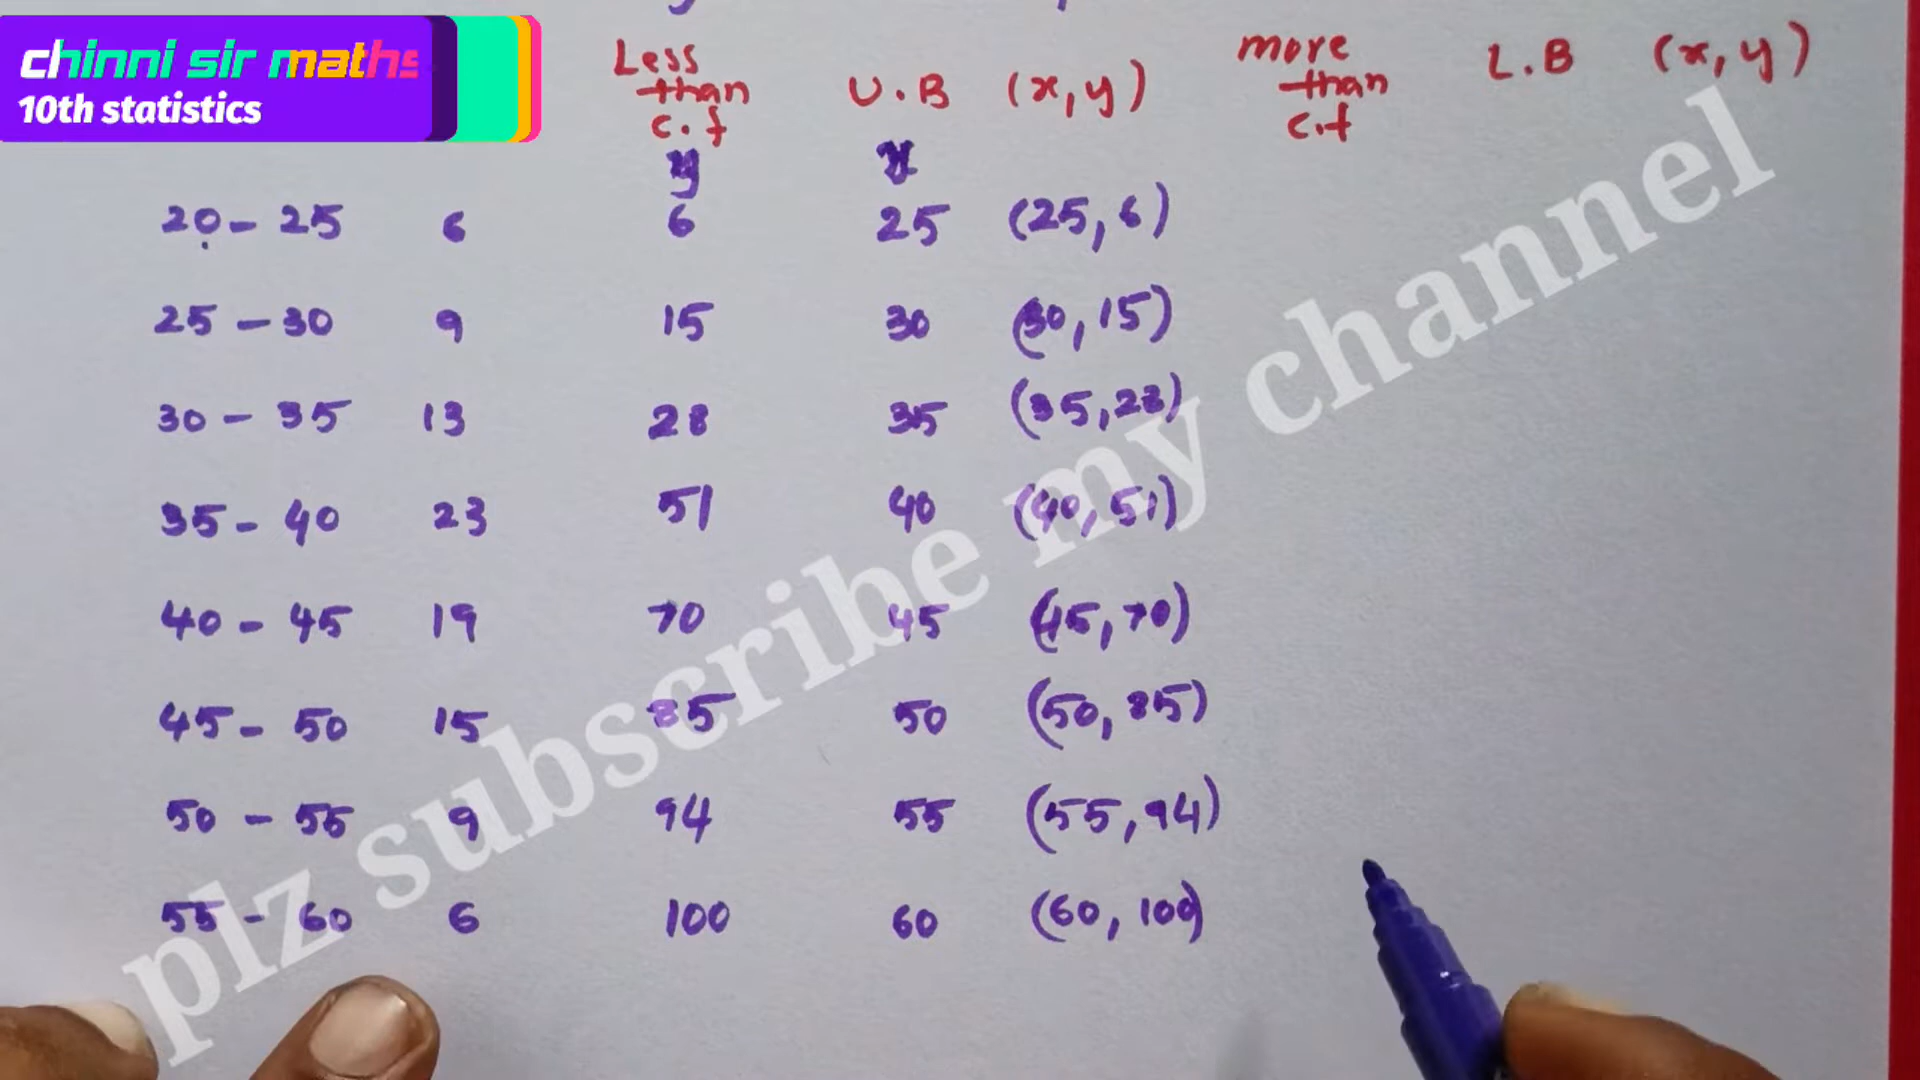 chinni sir maths
10th statistics
Less than c.f U.B (x,y) more than c.f L.B (x,y)
y x
20-25 6 6 25 (25,6)
25-30 9 15 30 (30,15)
30-35 13 28 35 (35,28)
35-40 23 51 40 (40,51)
40-45 19 70 45 (45,70)
45-50 15 85 50 (50,85)
50-55 9 94 55 (55,94)
55-60 6 100 60 (60,100)
plz subscribe my channel